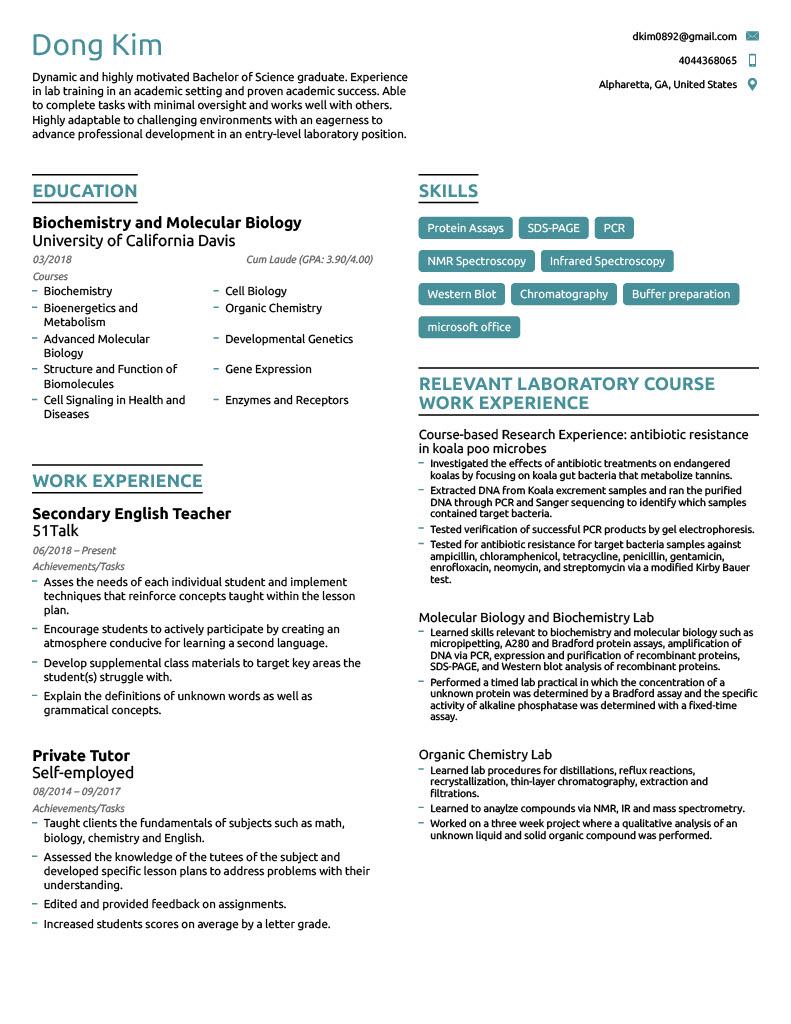 Dong Kim
Dynamic and highly motivated Bachelor of Science graduate. Experience
in lab training in an academic setting and proven academic success. Able
to complete tasks with minimal oversight and works well with others.
Highly adaptable to challenging environments with an eagerness to
advance professional development in an entry-level laboratory position.
dkim0892@gmail.com
4044368065
Alpharetta, GA, United States
EDUCATION
Biochemistry and Molecular Biology
University of California Davis
03/2018 Cum Laude (GPA: 3.90/4.00)
Courses
– Biochemistry – Cell Biology
– Bioenergetics and – Organic Chemistry
Metabolism
– Advanced Molecular – Developmental Genetics
Biology
– Structure and Function of – Gene Expression
Biomolecules
– Cell Signaling in Health and – Enzymes and Receptors
Diseases
WORK EXPERIENCE
Secondary English Teacher
51Talk
06/2018 – Present
Achievements/Tasks
– Asses the needs of each individual student and implement
techniques that reinforce concepts taught within the lesson
plan.
– Encourage students to actively participate by creating an
atmosphere conducive for learning a second language.
– Develop supplemental class materials to target key areas the
student(s) struggle with.
– Explain the definitions of unknown words as well as
grammatical concepts.
Private Tutor
Self-employed
08/2014 – 09/2017
Achievements/Tasks
– Taught clients the fundamentals of subjects such as math,
biology, chemistry and English.
– Assessed the knowledge of the tutees of the subject and
developed specific lesson plans to address problems with their
understanding.
– Edited and provided feedback on assignments.
– Increased students scores on average by a letter grade.
SKILLS
Protein Assays SDS-PAGE PCR
NMR Spectroscopy Infrared Spectroscopy
Western Blot Chromatography Buffer preparation
microsoft office
RELEVANT LABORATORY COURSE
WORK EXPERIENCE
Course-based Research Experience: antibiotic resistance
in koala poo microbes
– Investigated the effects of antibiotic treatments on endangered
koalas by focusing on koala gut bacteria that metabolize tannins.
– Extracted DNA from Koala excrement samples and ran the purified
DNA through PCR and Sanger sequencing to identify which samples
contained target bacteria.
– Tested verification of successful PCR products by gel electrophoresis.
– Tested for antibiotic resistance for target bacteria samples against
ampicillin, chloramphenicol, tetracycline, penicillin, gentamicin,
enrofloxacin, neomycin, and streptomycin via a modified Kirby Bauer
test.
Molecular Biology and Biochemistry Lab
– Learned skills relevant to biochemistry and molecular biology such as
micropipetting, A280 and Bradford protein assays, amplification of
DNA via PCR, expression and purification of recombinant proteins,
SDS-PAGE, and Western blot analysis of recombinant proteins.
– Performed a timed lab practical in which the concentration of a
unknown protein was determined by a Bradford assay and the specific
activity of alkaline phosphatase was determined with a fixed-time
assay.
Organic Chemistry Lab
– Learned lab procedures for distillations, reflux reactions,
recrystallization, thin-layer chromatography, extraction and
filtrations.
– Learned to anaylze compounds via NMR, IR and mass spectrometry.
– Worked on a three week project where a qualitative analysis of an
unknown liquid and solid organic compound was performed.